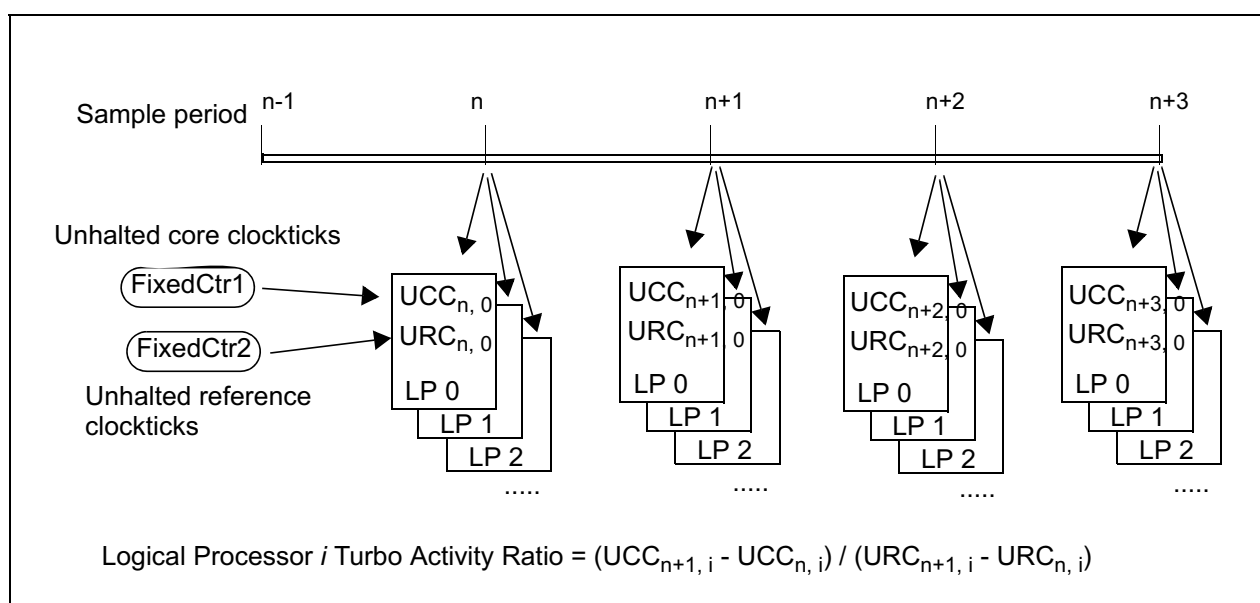 n-1 n n+1 n+2 n+3
Sample period
Unhalted core clockticks
FixedCtr1
FixedCtr2
Unhalted reference
clockticks
UCCn, 0
URCn, 0
LP 0
LP 1
LP 2
.....
UCCn+1, 0
URCn+1, 0
LP 0
LP 1
LP 2
.....
UCCn+2, 0
URCn+2, 0
LP 0
LP 1
LP 2
.....
UCCn+3, 0
URCn+3, 0
LP 0
LP 1
LP 2
.....
Logical Processor i Turbo Activity Ratio = (UCCn+1, i - UCCn, i) / (URCn+1, i - URCn, i)